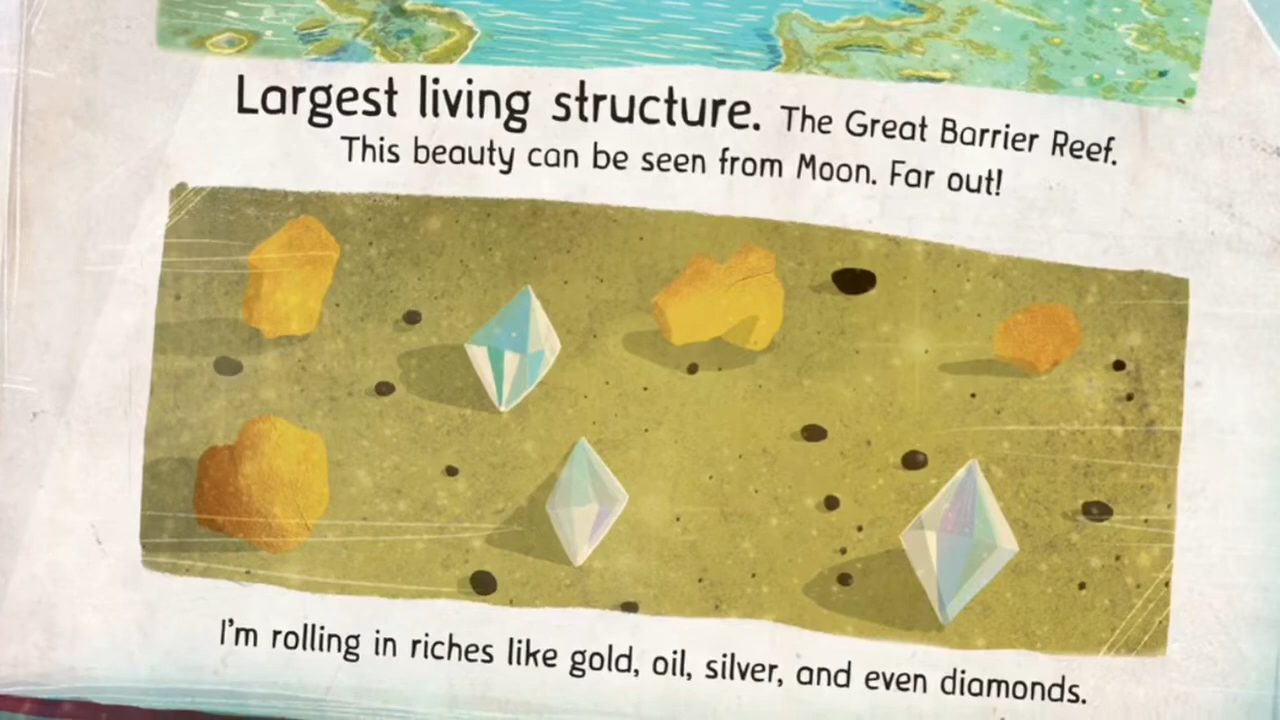 Largest living structure. The Great Barrier Reef.
This beauty can be seen from Moon. Far out!
I'm rolling in riches like gold, oil, silver, and even diamonds.